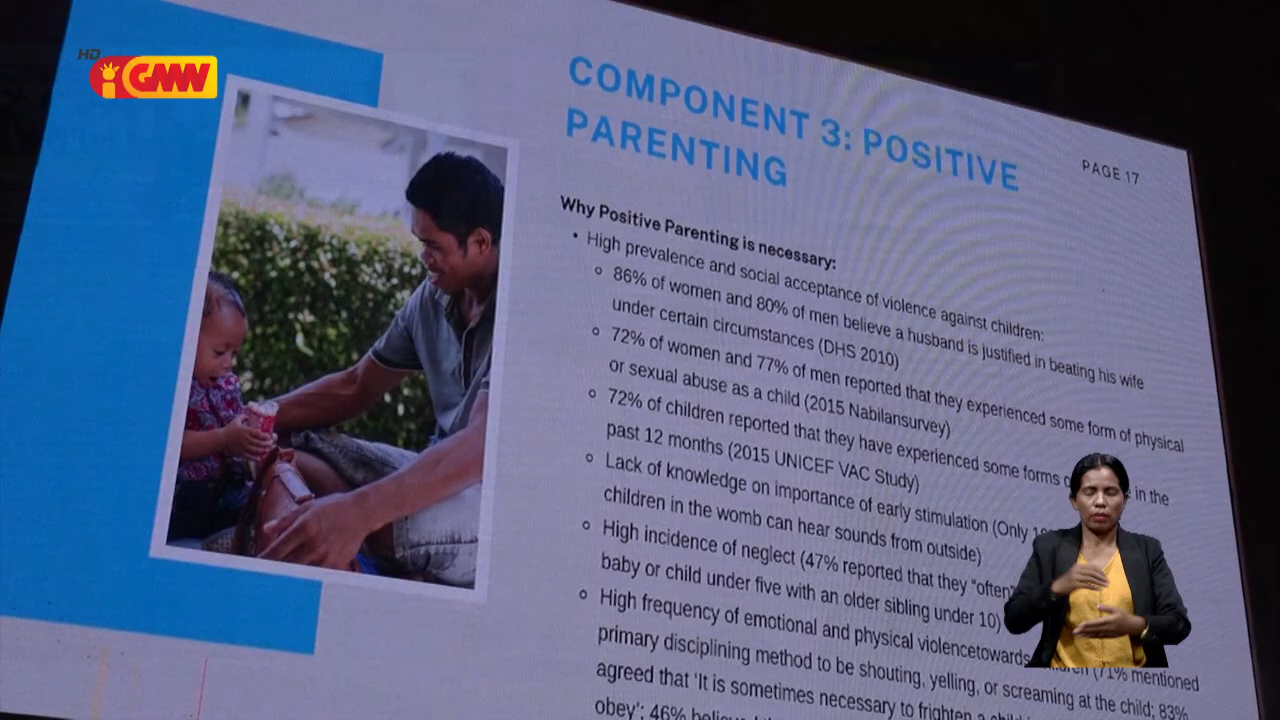 HD
GMW
COMPONENT 3: POSITIVE
PARENTING
PAGE 17
Why Positive Parenting is necessary:
• High prevalence and social acceptance of violence against children:
86% of women and 80% of men believe a husband is justified in beating his wife
under certain circumstances (DHS 2010)
72% of women and 77% of men reported that they experienced some form of physical
or sexual abuse as a child (2015 Nabilansurvey)
72% of children reported that they have experienced some forms in the
past 12 months (2015 UNICEF VAC Study)
Lack of knowledge on importance of early stimulation (Only
children in the womb can hear sounds from outside)
High incidence of neglect (47% reported that they “often”
baby or child under five with an older sibling under 10)
High frequency of emotional and physical violencetowards (71% mentioned
primary disciplining method to be shouting, yelling, or screaming at the child; 83%
agreed that ‘It is sometimes necessary to frighten a
obey’; 46%